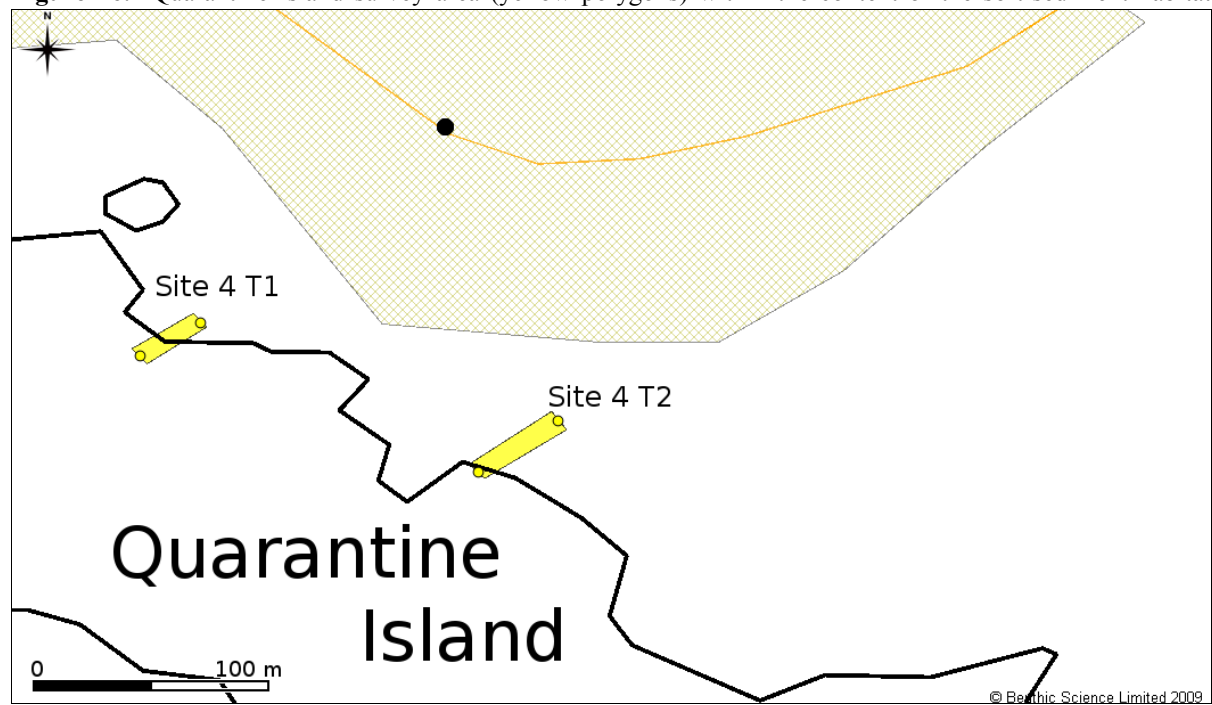 N
Site 4 T1
Site 4 T2
Quarantine
Island
0 100 m
© Benthic Science Limited 2009